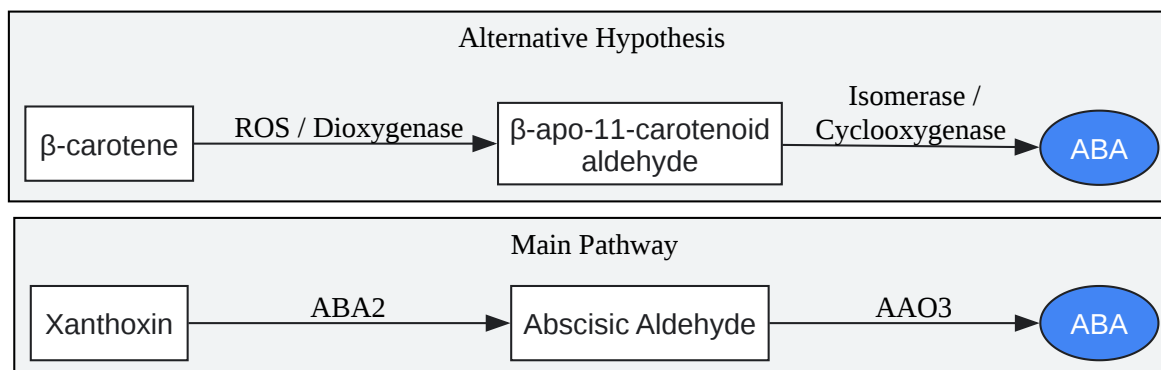 Alternative Hypothesis
β-carotene
ROS / Dioxygenase
β-apo-11-carotenoid
aldehyde
Isomerase /
Cyclooxygenase
ABA
Main Pathway
Xanthoxin
ABA2
Abscisic Aldehyde
AAO3
ABA